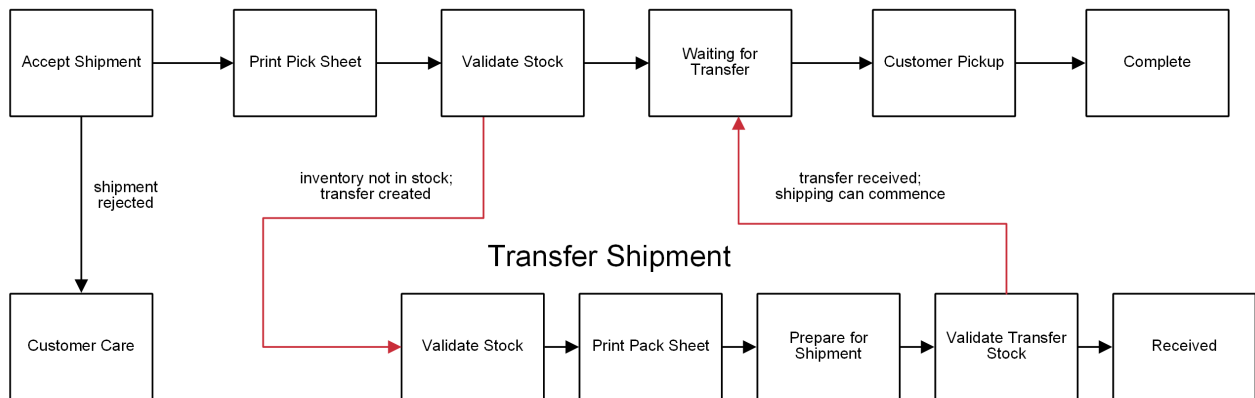 Accept Shipment
Print Pick Sheet
Validate Stock
Waiting for
Transfer
Customer Pickup
Complete
shipment
rejected
inventory not in stock;
transfer created
transfer received;
shipping can commence
Transfer Shipment
Customer Care
Validate Stock
Print Pack Sheet
Prepare for
Shipment
Validate Transfer
Stock
Received